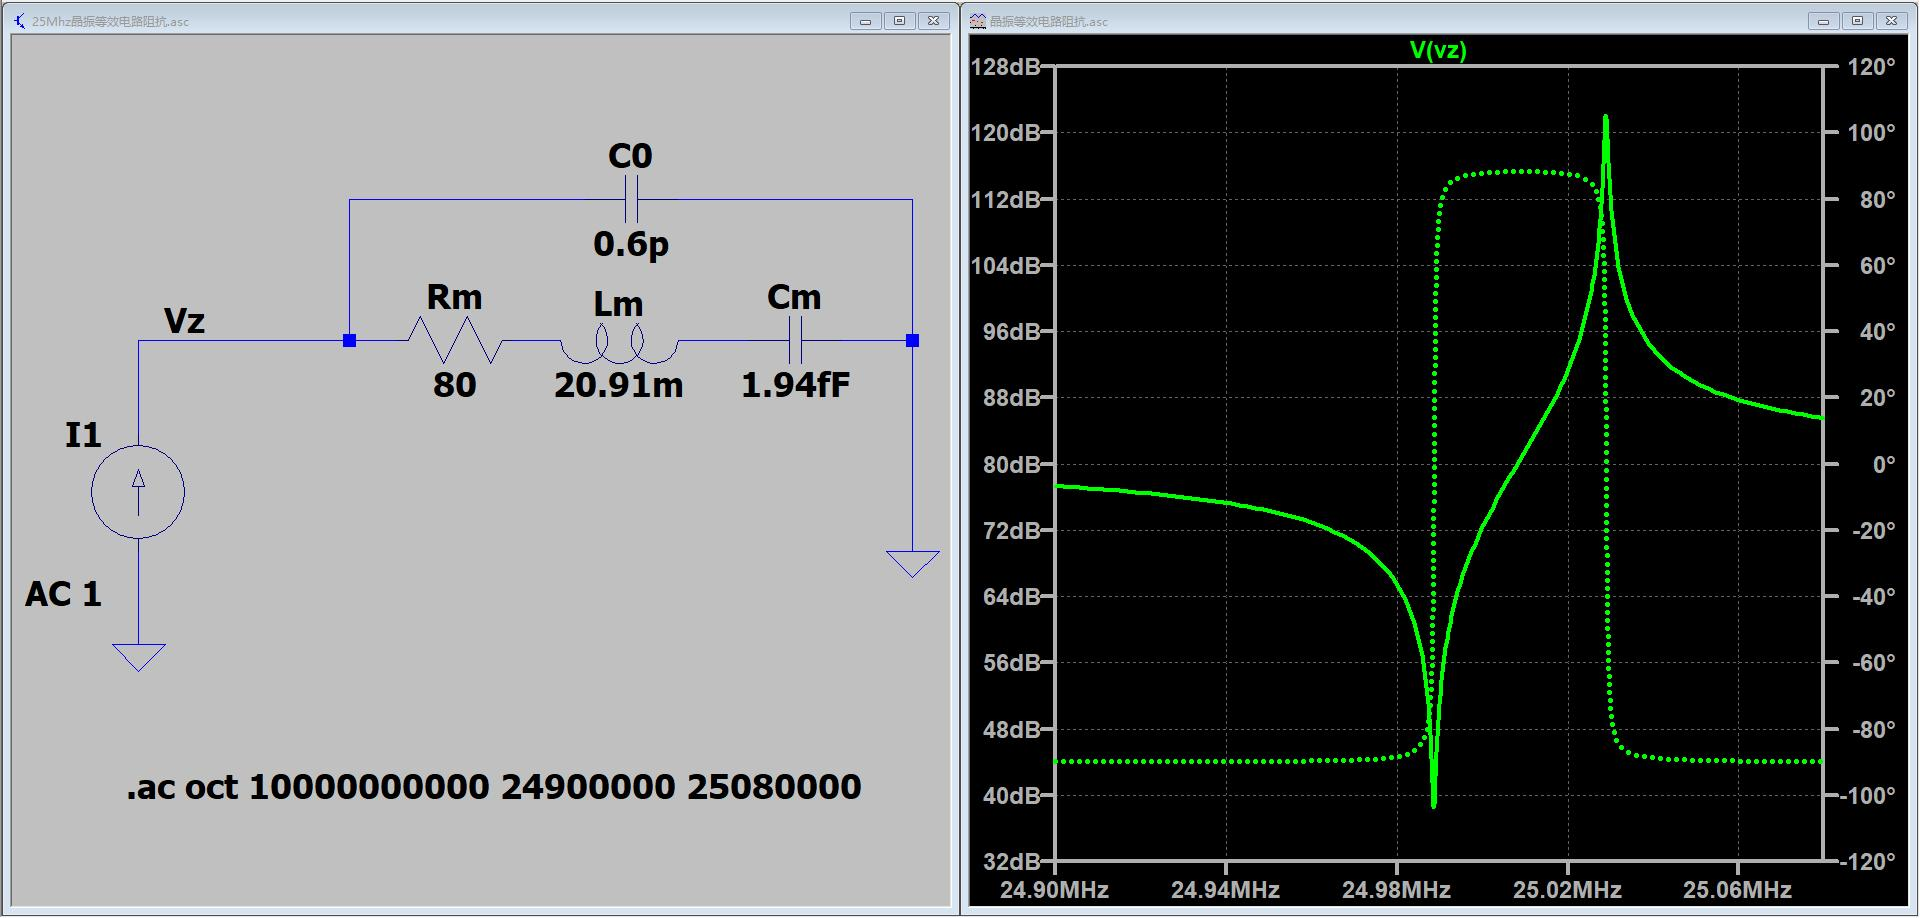 25Mhz晶振等效电路阻抗.asc
C0
0.6p
Rm
Lm
Cm
Vz
80
20.91m
1.94fF
I1
AC 1
.ac oct 10000000000 24900000 25080000
晶振等效电路阻抗.asc
V(vz)
128dB
120dB
112dB
104dB
96dB
88dB
80dB
72dB
64dB
56dB
48dB
40dB
32dB
120°
100°
80°
60°
40°
20°
0°
-20°
-40°
-60°
-80°
-100°
-120°
24.90MHz 24.94MHz 24.98MHz 25.02MHz 25.06MHz